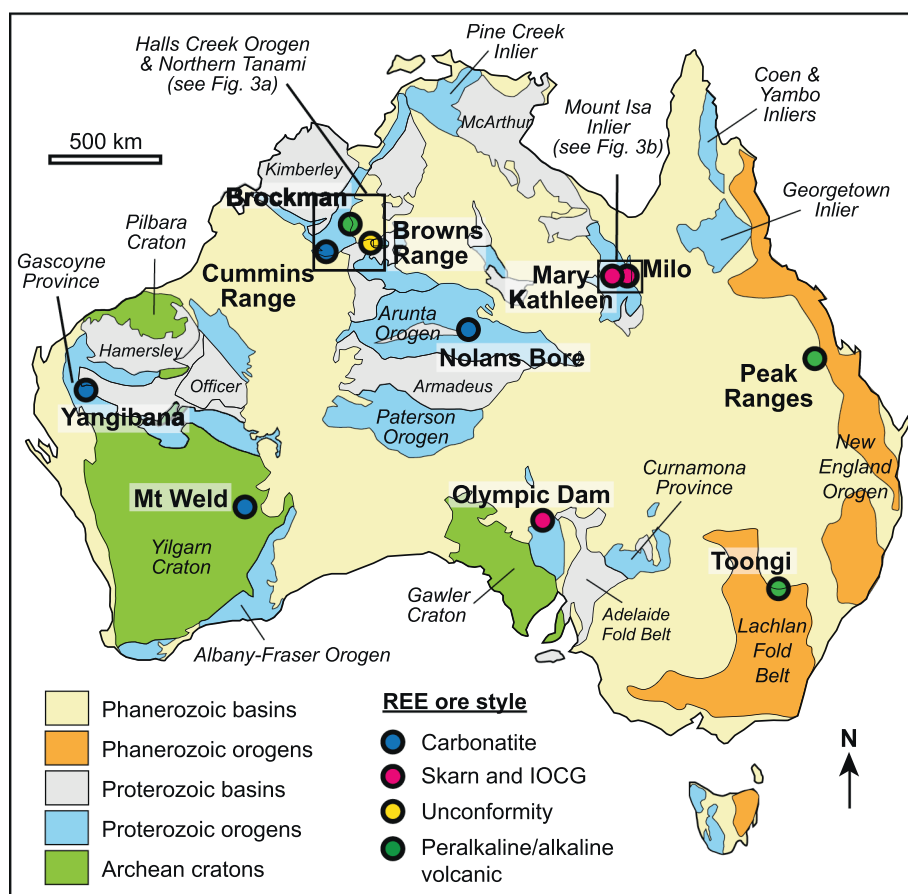 Halls Creek Orogen
& Northern Tanami
(see Fig. 3a)
Pine Creek
Inlier
Coen &
Yambo
Inliers
500 km
McArthur
Mount Isa
Inlier
(see Fig. 3b)
Kimberley
Georgetown
Inlier
Pilbara
Craton
Brockman
Browns
Range
Gascoyne
Province
Cummins
Range
Mary
Kathleen
Milo
Arunta
Orogen
Hamersley
Nolans Bore
Officer
Armadeus
Peak
Ranges
Yangibana
Paterson
Orogen
New
England
Orogen
Curnamona
Province
Mt Weld
Olympic Dam
Yilgarn
Craton
Toongi
Gawler
Craton
Adelaide
Fold Belt
Lachlan
Fold
Belt
Albany-Fraser Orogen
Phanerozoic basins
Phanerozoic orogens
Proterozoic basins
Proterozoic orogens
Archean cratons
REE ore style
Carbonatite
Skarn and IOCG
Unconformity
Peralkaline/alkaline
volcanic
N